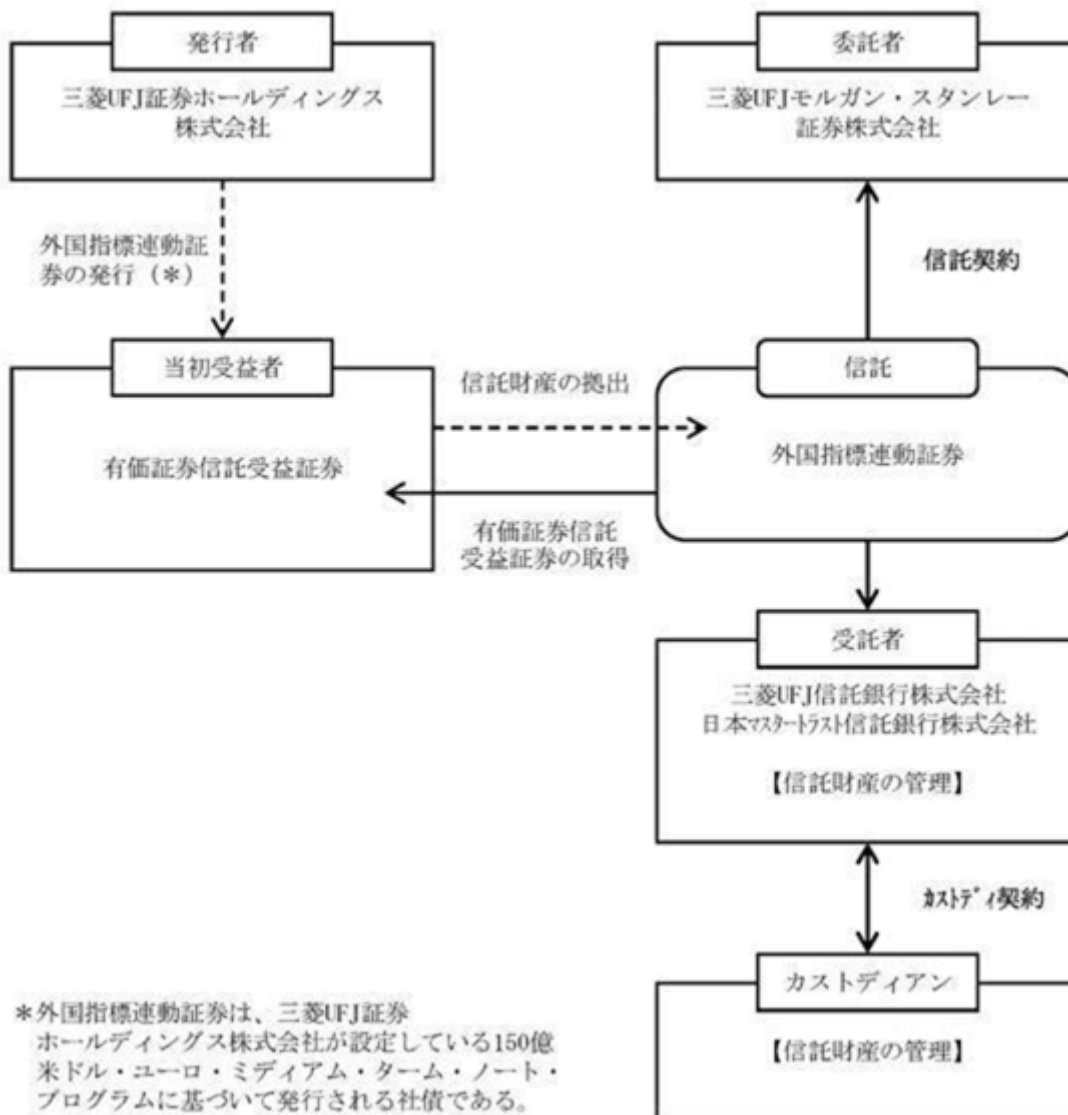 発行者
三菱UFJ証券ホールディングス
株式会社
委託者
三菱UFJモルガン・スタンレー
証券株式会社
外国指標連動証
券の発行（＊）
信託契約
当初受益者
有価証券信託受益証券
信託財産の拠出
信託
外国指標連動証券
有価証券信託
受益証券の取得
受託者
三菱UFJ信託銀行株式会社
日本ﾏｽﾀｰﾄﾗｽﾄ信託銀行株式会社
【信託財産の管理】
ｶｽﾄﾃﾞｨ契約
カストディアン
【信託財産の管理】
＊外国指標連動証券は、三菱UFJ証券
ホールディングス株式会社が設定している150億
米ドル・ユーロ・ミディアム・ターム・ノート・
プログラムに基づいて発行される社債である。